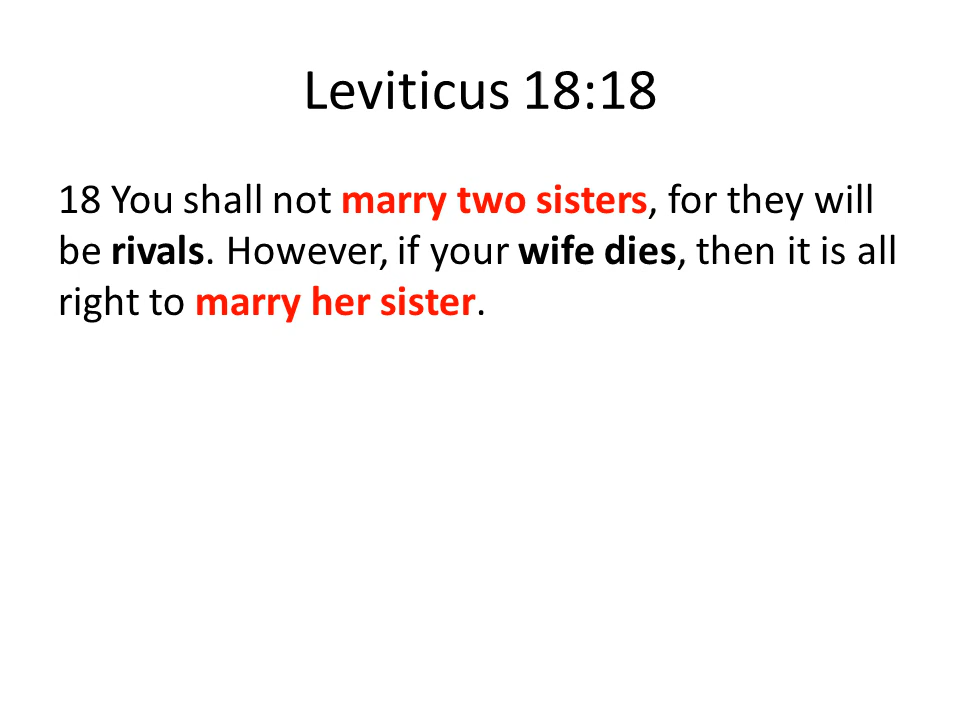 Leviticus 18:18
18 You shall not marry two sisters, for they will
be rivals. However, if your wife dies, then it is all
right to marry her sister.